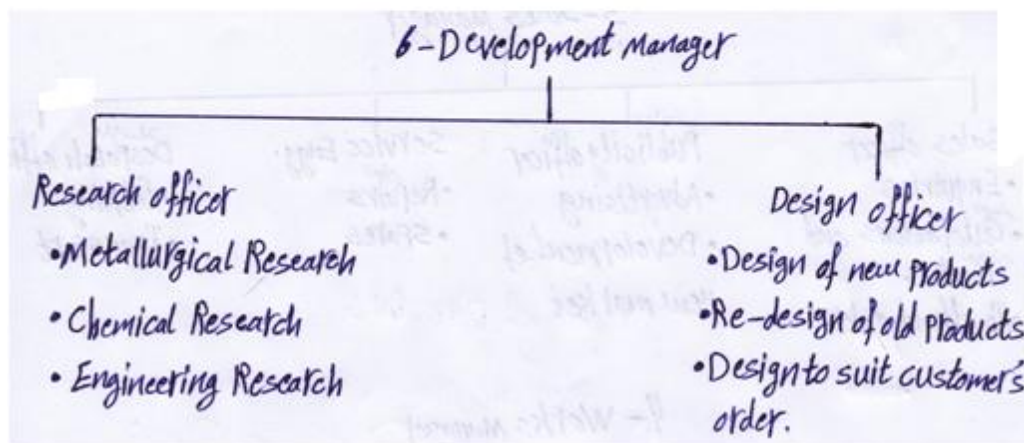 6-Development manager
Research officer
•Metallurgical Research
• Chemical Research
• Engineering Research
Design officer
•Design of new products
•Re-design of old Products
•Design to suit customer's
order.